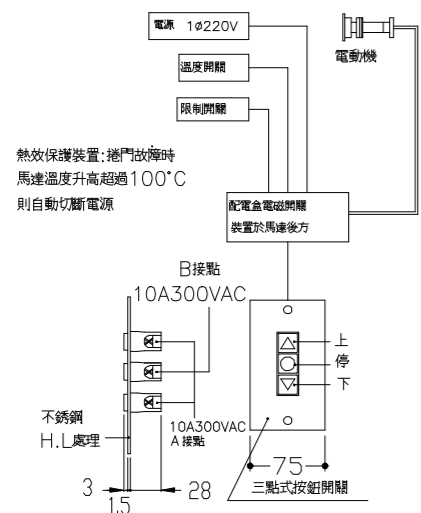 電源 1Ø220V
電動機
溫度開關
限制開關
熱效保護裝置:捲門故障時
馬達溫度升高超過100°C
則自動切斷電源
配電盒電磁開關
裝置於馬達後方
B接點
10A300VAC
上
停
下
不銹鋼
H.L處理
10A300VAC
A接點
3
1.5
28
75
三點式按鈕開關